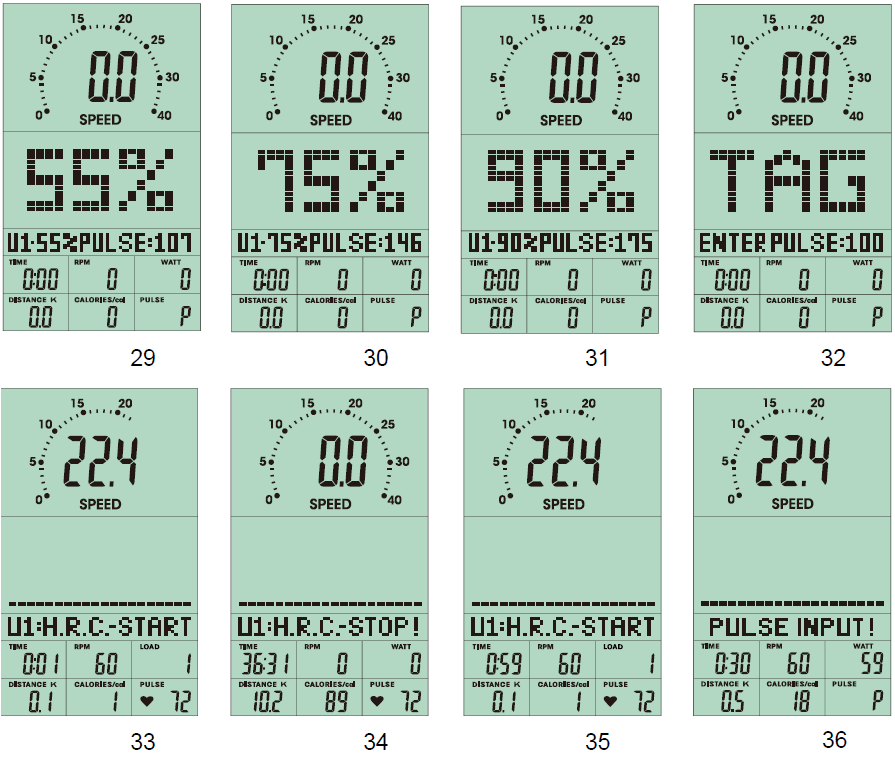 15 20
10 25
5 0.0 30
0 40
SPEED
55%
U1-55%PULSE:107
TIME RPM WATT
0:00 0 0
DISTANCE K CALORIES/cal PULSE
0.0 0 P
29
15 20
10 25
5 0.0 30
0 40
SPEED
75%
U1-75%PULSE:146
TIME RPM WATT
0:00 0 0
DISTANCE K CALORIES/cal PULSE
0.0 0 P
30
15 20
10 25
5 0.0 30
0 40
SPEED
90%
U1-90%PULSE:175
TIME RPM WATT
0:00 0 0
DISTANCE K CALORIES/cal PULSE
0.0 0 P
31
15 20
10 25
5 0.0 30
0 40
SPEED
TAG
ENTER PULSE:100
TIME RPM WATT
0:00 0 0
DISTANCE K CALORIES/cal PULSE
0.0 0 P
32
15 20
10
5 22.4
0
SPEED
U1:H.R.C.-START
TIME RPM LOAD
0:01 60 1
DISTANCE K CALORIES/cal PULSE
0.1 1 ♥ 72
33
15 20
10 25
5 0.0 30
0 40
SPEED
U1:H.R.C.-STOP!
TIME RPM WATT
36:31 0 0
DISTANCE K CALORIES/cal PULSE
10.2 89 ♥ 72
34
15 20
10
5 22.4
0
SPEED
U1:H.R.C.-START
TIME RPM LOAD
0:59 60 1
DISTANCE K CALORIES/cal PULSE
0.1 1 ♥ 72
35
15 20
10
5 22.4
0
SPEED
PULSE INPUT!
TIME RPM WATT
0:30 60 59
DISTANCE K CALORIES/cal PULSE
0.5 18 P
36